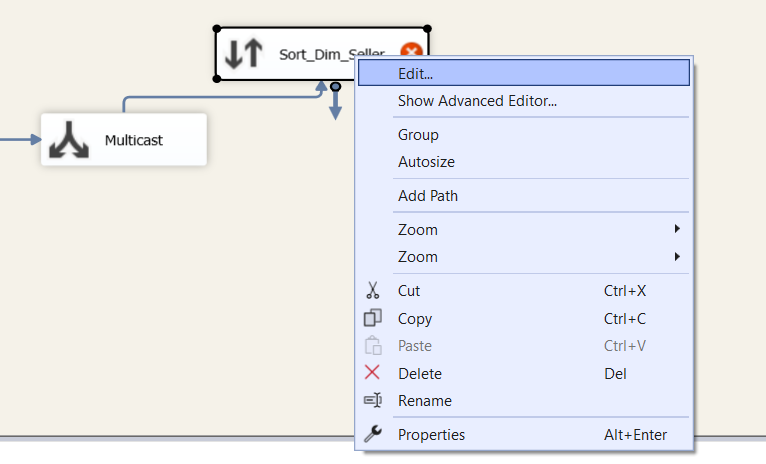 Sort_Dim_Seller
Edit...
Show Advanced Editor...
Multicast
Group
Autosize
Add Path
Zoom
Zoom
Cut Ctrl+X
Copy Ctrl+C
Paste Ctrl+V
Delete Del
Rename
Properties Alt+Enter